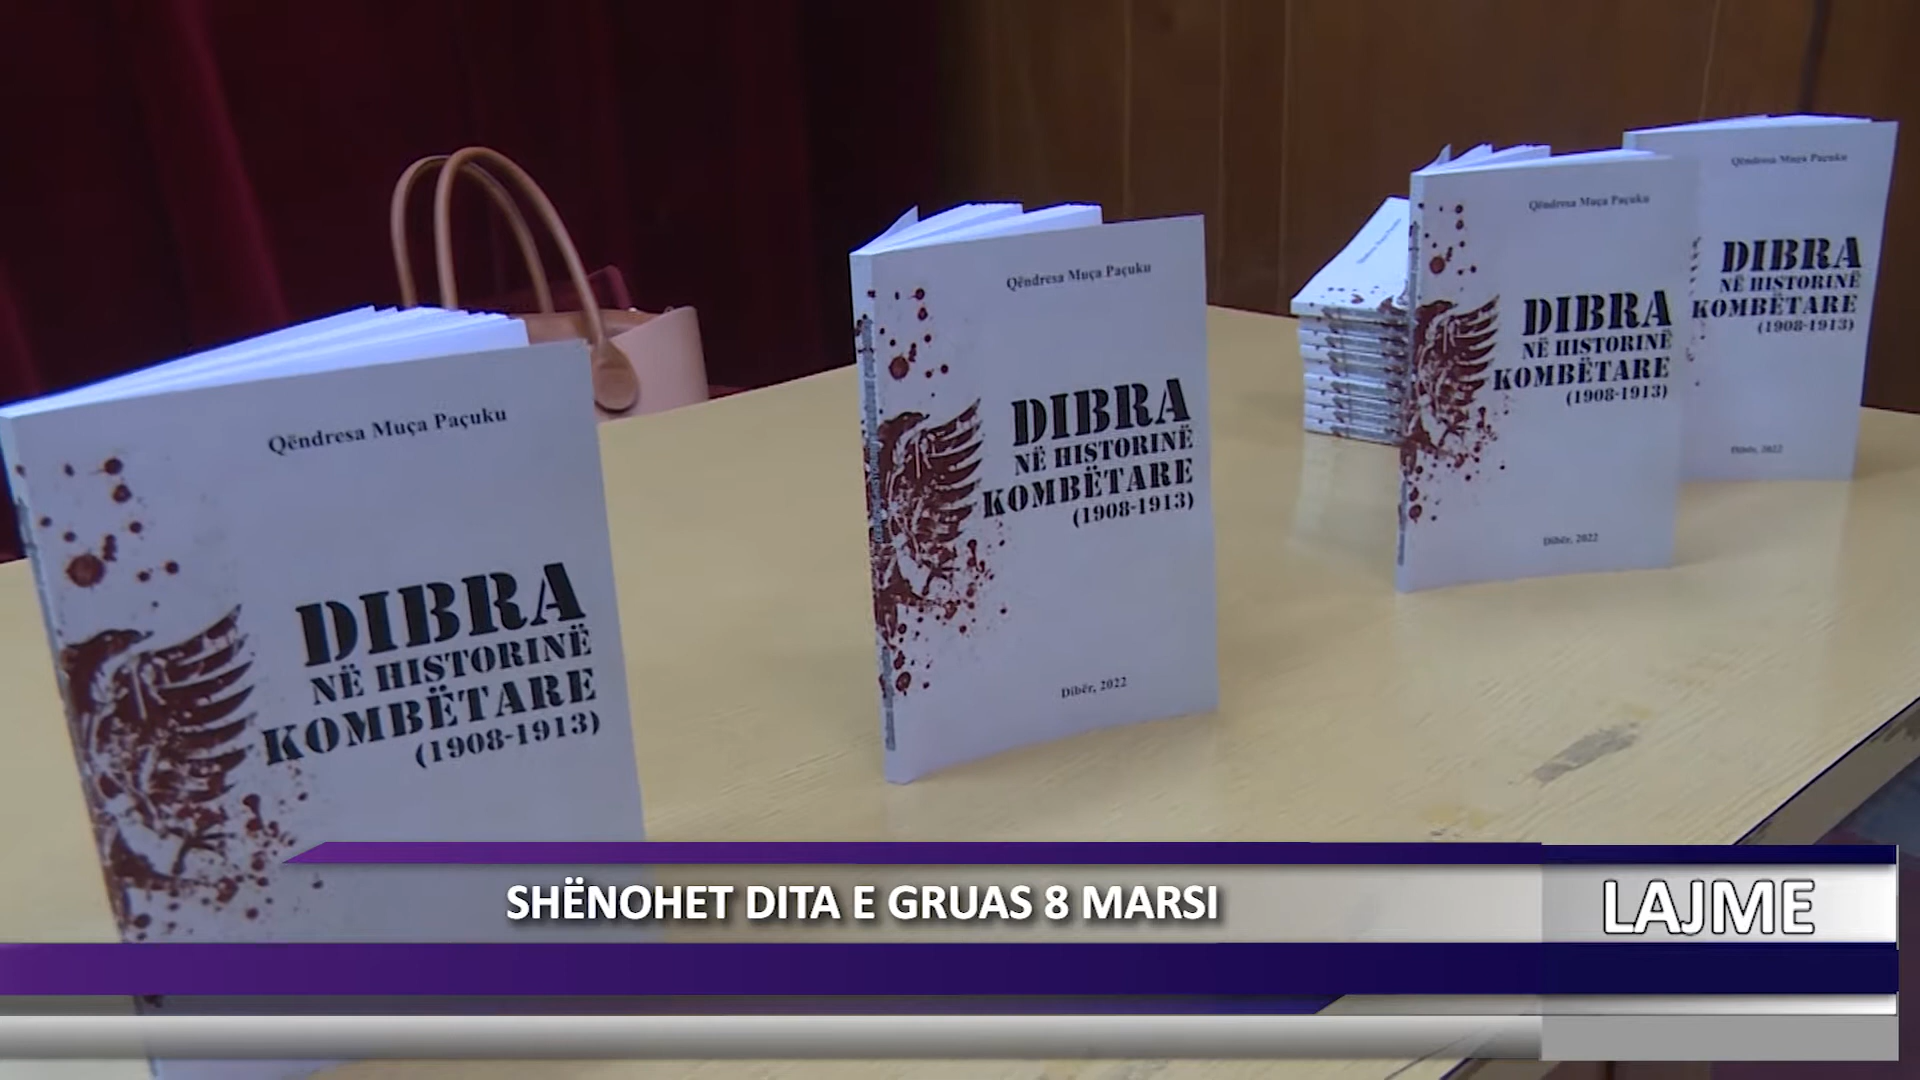 Qëndresa Muça Paçuku
DIBRA
NË HISTORINË
KOMBËTARE
(1908-1913)
Qëndresa Muça Paçuku
DIBRA
NË HISTORINË
KOMBËTARE
(1908-1913)
Dibër, 2022
Qëndresa Muça Paçuku
DIBRA
NË HISTORINË
KOMBËTARE
(1908-1913)
Dibër, 2022
Qëndresa Muça Paçuku
DIBRA
NË HISTORINË
KOMBËTARE
(1908-1913)
Dibër, 2022
SHËNOHET DITA E GRUAS 8 MARSI
LAJME